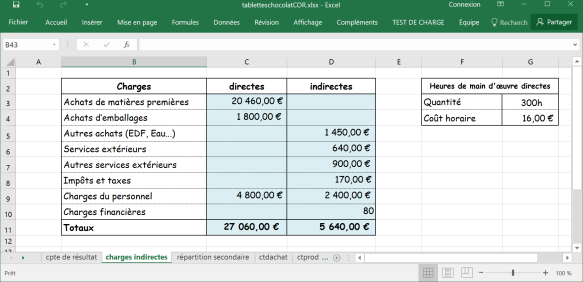 tabletteschocolatCOR.xlsx - Excel
Connexion
Fichier Accueil Insérer Mise en page Formules Données Révision Affichage Compléments TEST DE CHARGE Équipe Recherch Partager
B43 fx
A B C D E F G
1
2 Charges directes indirectes Heures de main d'œuvre directes
3 Achats de matières premières 20 460,00 € Quantité 300h
4 Achats d'emballages 1 800,00 € Coût horaire 16,00 €
5 Autres achats (EDF, Eau...) 1 450,00 €
6 Services extérieurs 640,00 €
7 Autres services extérieurs 900,00 €
8 Impôts et taxes 170,00 €
9 Charges du personnel 4 800,00 € 2 400,00 €
10 Charges financières 80
11 Totaux 27 060,00 € 5 640,00 €
12
... cpte de résultat charges indirectes répartition secondaire ctdachat ctprod ...
Prêt 100 %